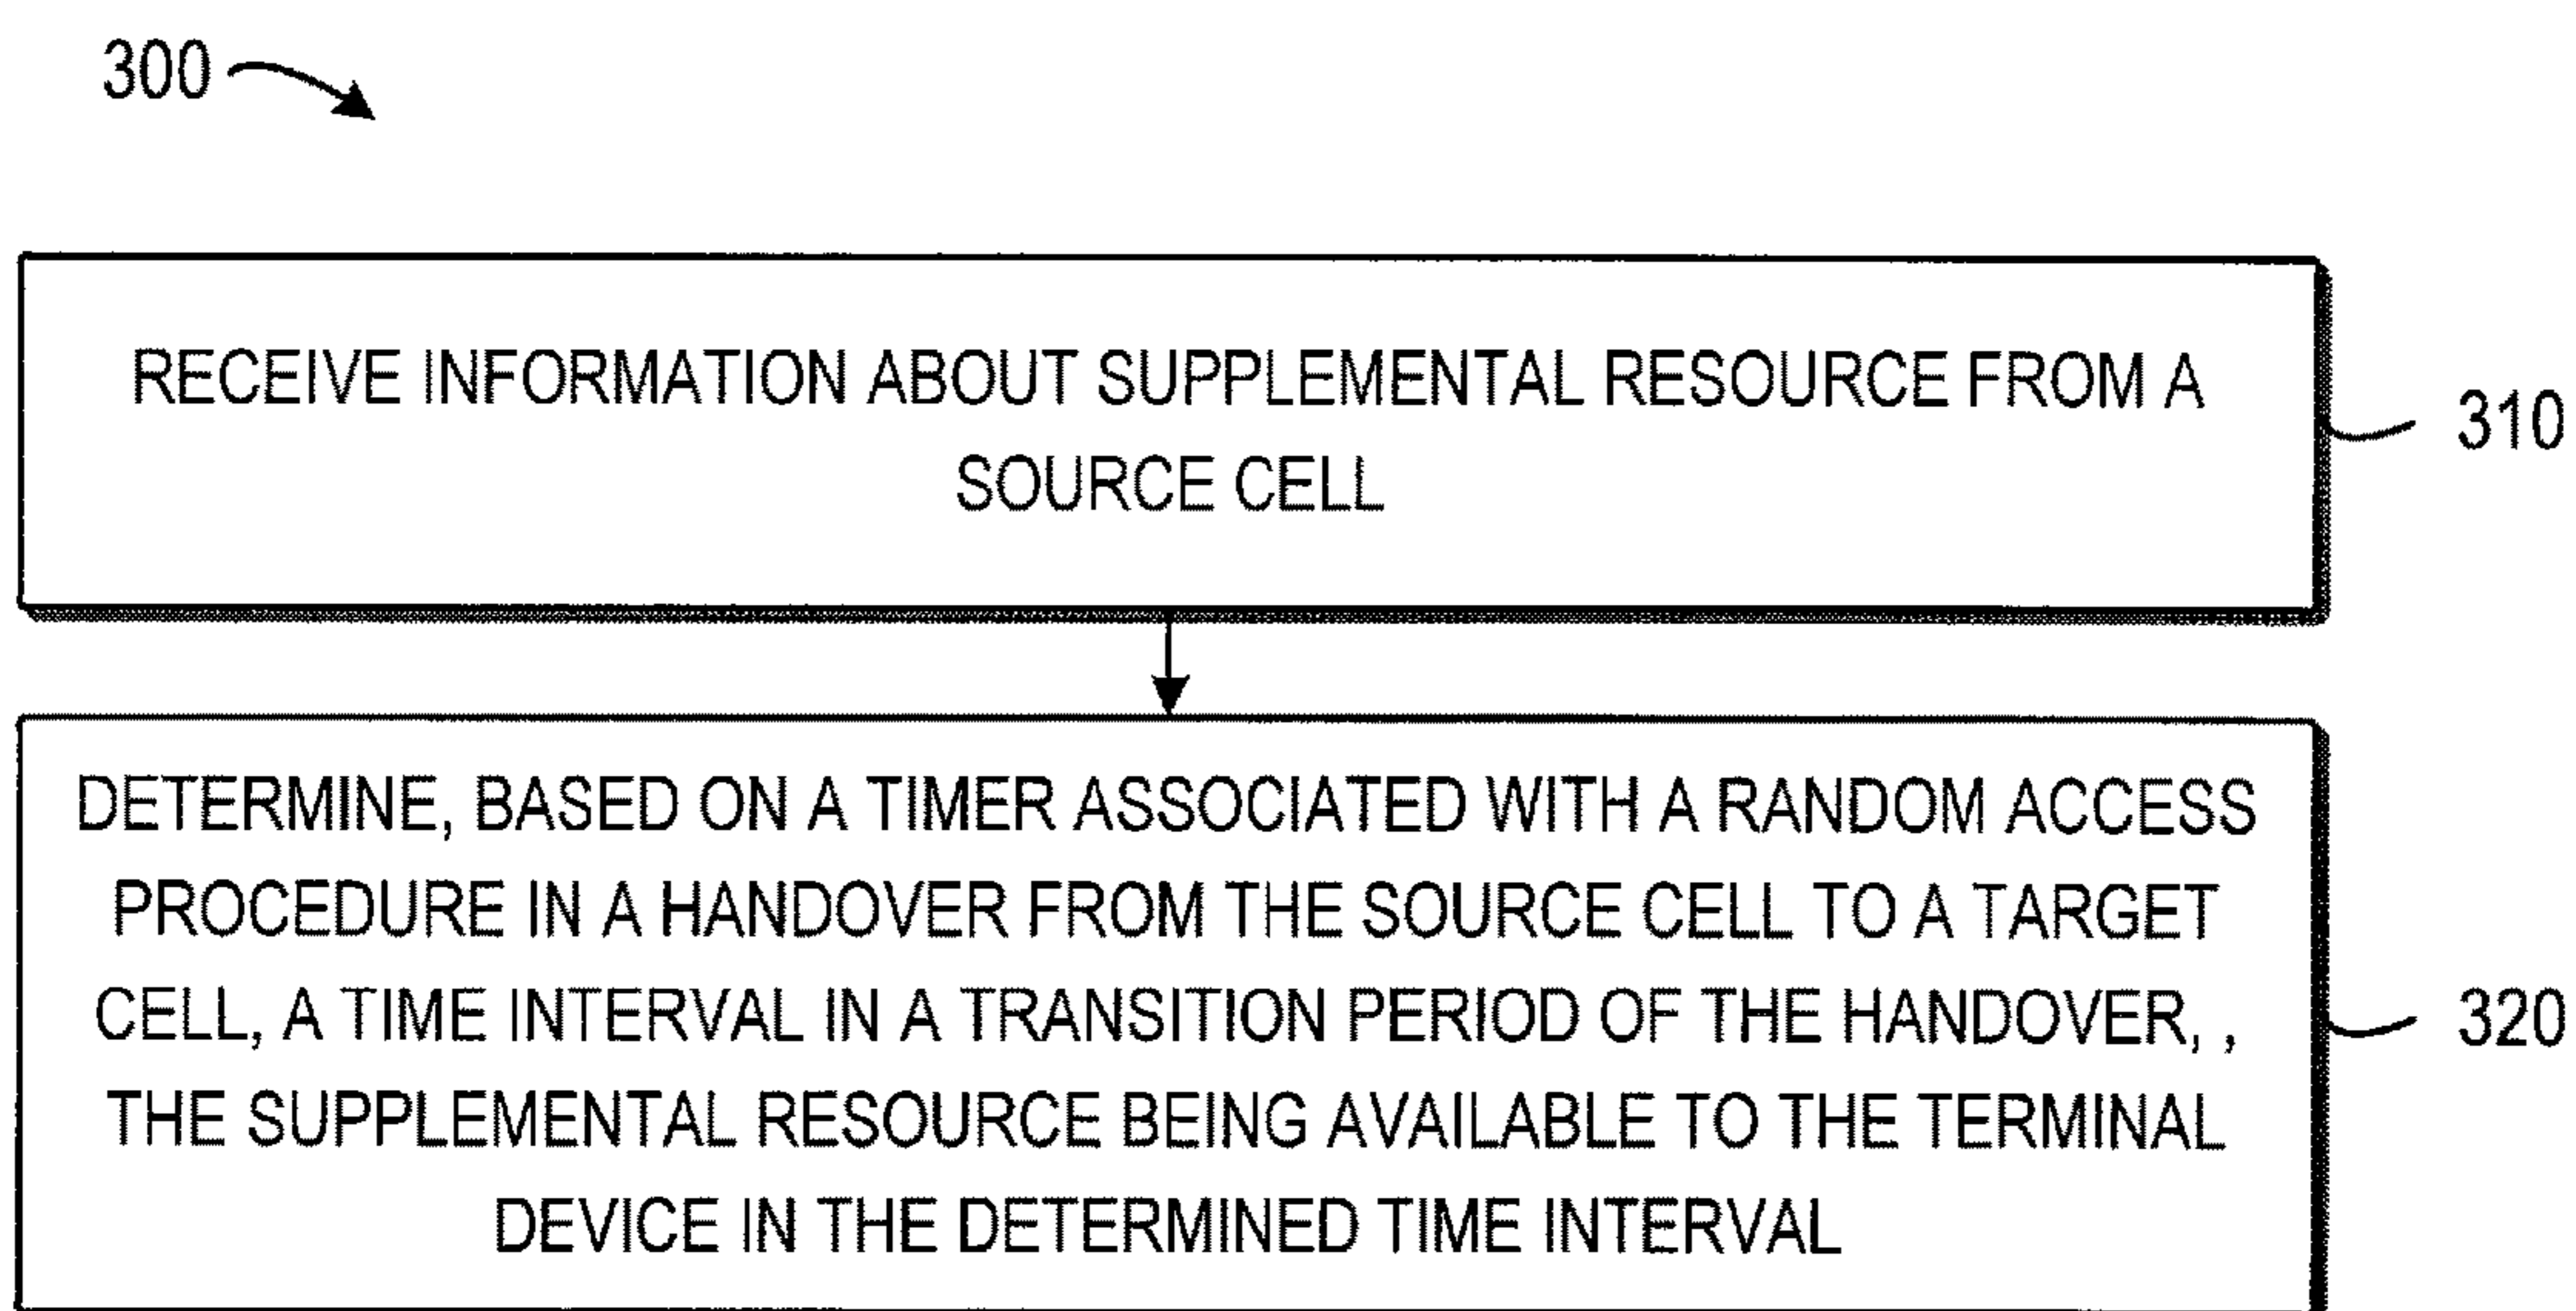 300
RECEIVE INFORMATION ABOUT SUPPLEMENTAL RESOURCE FROM A
SOURCE CELL
310
DETERMINE, BASED ON A TIMER ASSOCIATED WITH A RANDOM ACCESS
PROCEDURE IN A HANDOVER FROM THE SOURCE CELL TO A TARGET
CELL, A TIME INTERVAL IN A TRANSITION PERIOD OF THE HANDOVER, ,
THE SUPPLEMENTAL RESOURCE BEING AVAILABLE TO THE TERMINAL
DEVICE IN THE DETERMINED TIME INTERVAL
320